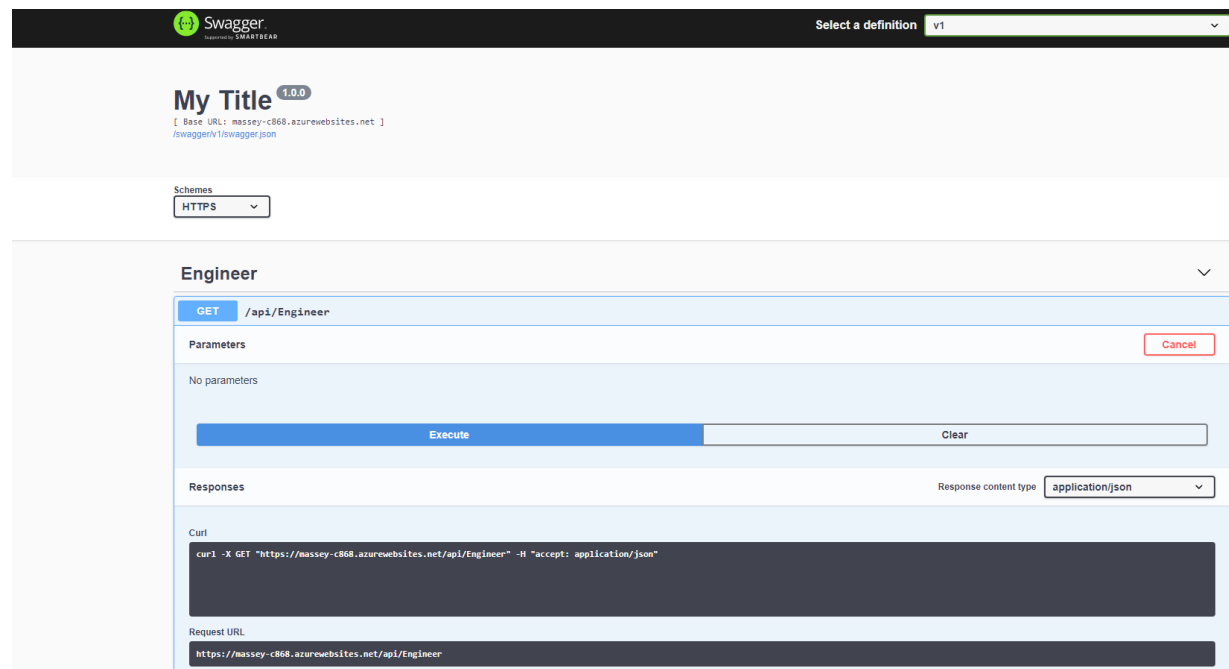 Swagger.
Supported by SMARTBEAR
Select a definition v1
My Title 1.0.0
[ Base URL: massey-c868.azurewebsites.net ]
/swagger/v1/swagger.json
Schemes
HTTPS
Engineer
GET /api/Engineer
Parameters Cancel
No parameters
Execute Clear
Responses Response content type application/json
Curl
curl -X GET "https://massey-c868.azurewebsites.net/api/Engineer" -H "accept: application/json"
Request URL
https://massey-c868.azurewebsites.net/api/Engineer